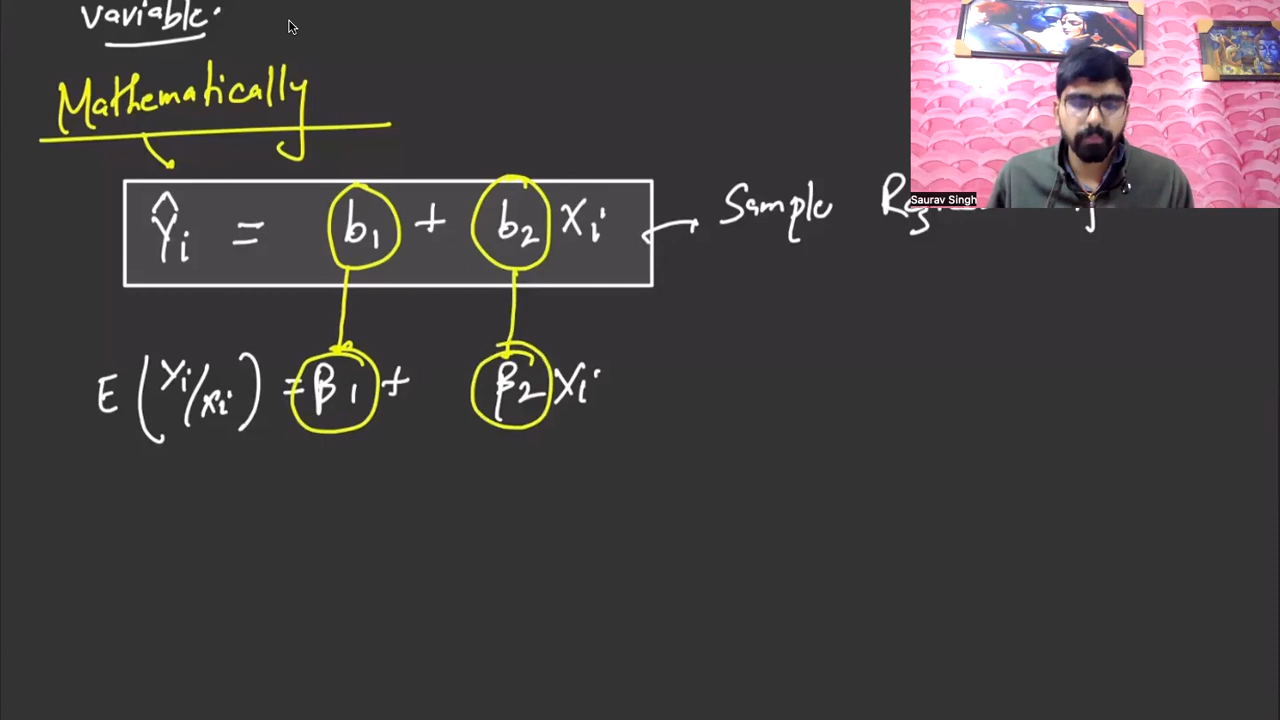 variable.
Mathematically
Ŷi = b1 + b2 Xi → Sample
Saurav Singh
E (Yi/Xi) = β1 + β2 Xi